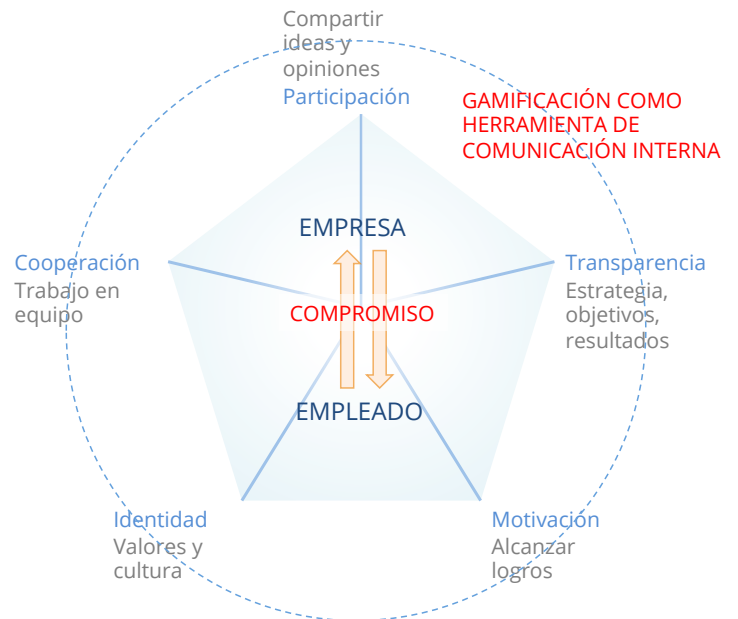 Compartir
ideas y
opiniones
Participación
GAMIFICACIÓN COMO
HERRAMIENTA DE
COMUNICACIÓN INTERNA
EMPRESA
Cooperación
Trabajo en
equipo
Transparencia
Estrategia,
objetivos,
resultados
COMPROMISO
EMPLEADO
Identidad
Valores y
cultura
Motivación
Alcanzar
logros